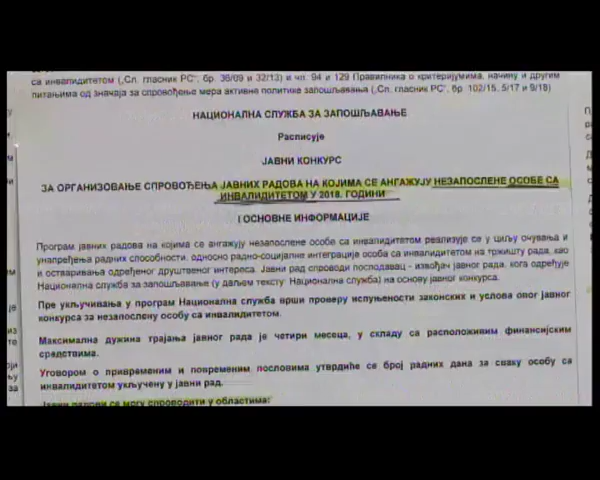 са инвалидитетом („Сл. гласник РС“, бр. 36/09 и 32/13) и чл. 94 и 129 Правилника о критеријумима, начину и другим
питањима од значаја за спровођење мера активне политике запошљавања („Сл. гласник РС“, бр. 102/15, 5/17 и 9/18)
НАЦИОНАЛНА СЛУЖБА ЗА ЗАПОШЉАВАЊЕ
Расписује
ЈАВНИ КОНКУРС
ЗА ОРГАНИЗОВАЊЕ СПРОВОЂЕЊА ЈАВНИХ РАДОВА НА КОЈИМА СЕ АНГАЖУЈУ НЕЗАПОСЛЕНЕ ОСОБЕ СА
ИНВАЛИДИТЕТОМ У 2018. ГОДИНИ
I ОСНОВНЕ ИНФОРМАЦИЈЕ
Програм јавних радова на којима се ангажују незапослене особе са инвалидитетом реализује се у циљу очувања и
унапређења радних способности, односно радно-социјалне интеграције особа са инвалидитетом на тржишту рада, као
и остваривања одређеног друштвеног интереса. Јавни рад спроводи послодавац - извођач јавног рада, кога одређује
Национална служба за запошљавање (у даљем тексту Национална служба) на основу јавног конкурса.
Пре укључивања у програм Национална служба врши проверу испуњености законских и услова овог јавног
конкурса за незапослену особу са инвалидитетом.
Максимална дужина трајања јавног рада је четири месеца, у складу са расположивим финансијским
средствима.
Уговором о привременим и повременим пословима утврдиће се број радних дана за сваку особу са
инвалидитетом укључену у јавни рад.
Јавни радови се могу спроводити у областима: